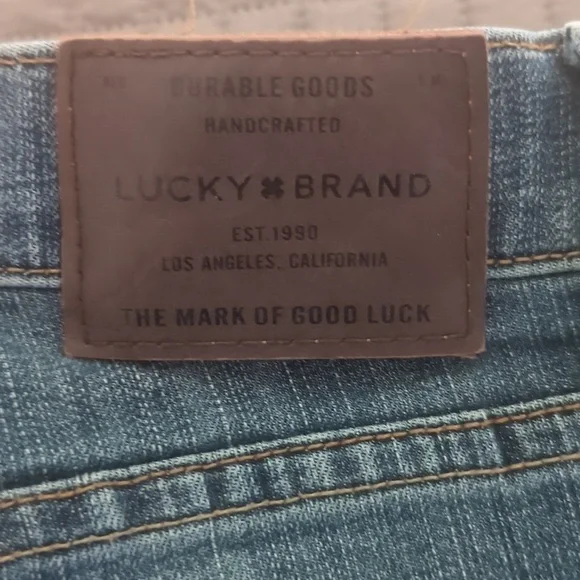 DURABLE GOODS
HANDCRAFTED
LUCKY BRAND
EST.1990
LOS ANGELES, CALIFORNIA
THE MARK OF GOOD LUCK